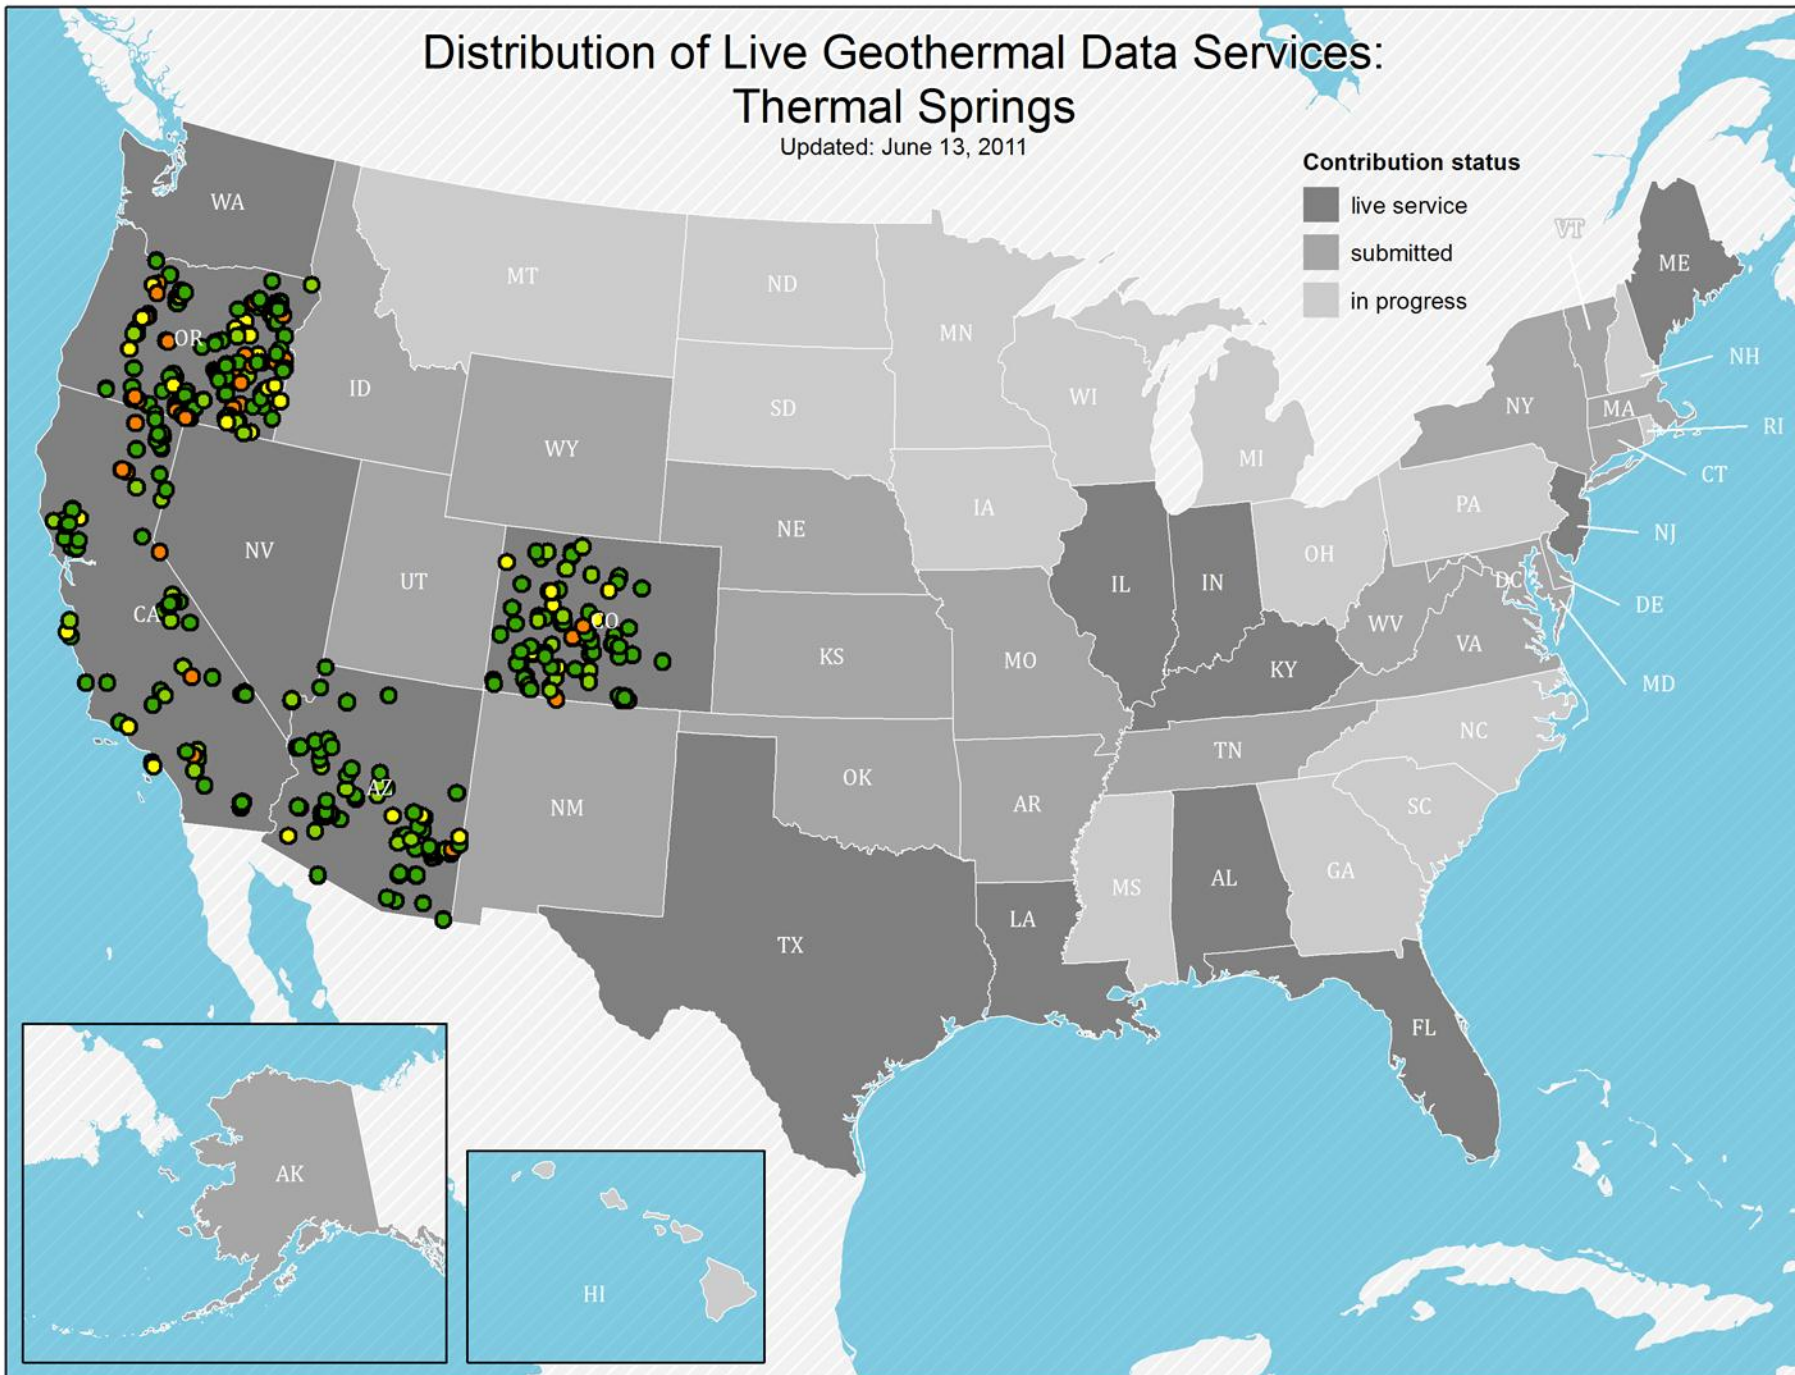 Distribution of Live Geothermal Data Services:
Thermal Springs
Updated: June 13, 2011
Contribution status
live service
submitted
in progress
WA
MT
ND
MN
VT
ME
OR
ID
WY
SD
WI
MI
NY
NH
MA
RI
CT
NV
UT
NE
IA
PA
NJ
CA
CO
IL
IN
OH
DC
DE
WV
VA
MD
KS
MO
KY
AZ
NM
OK
AR
TN
NC
SC
TX
LA
MS
AL
GA
FL
AK
HI